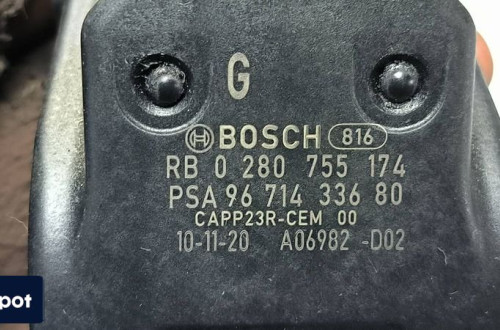 G
BOSCH 816
RB 0 280 755 174
PSA 96 714 336 80
CAPP23R-CEM 00
10-11-20 A06982 -D02
pot